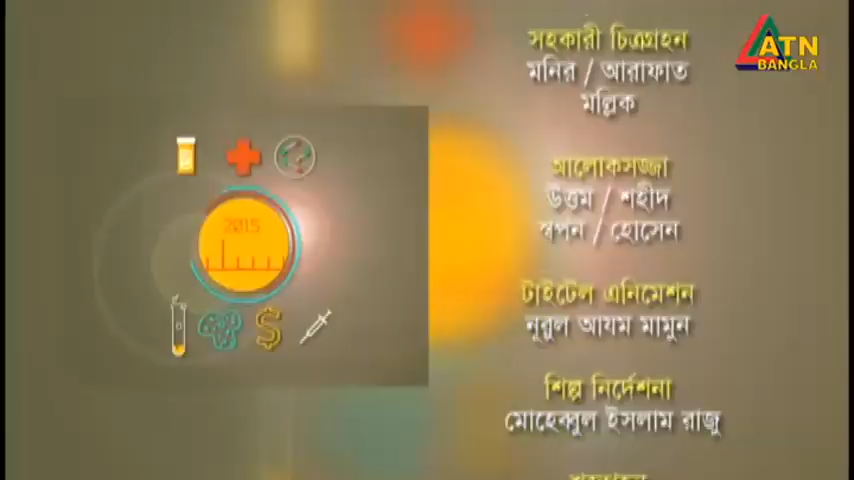 ATN
BANGLA
সহকারী চিত্রগ্রহন
মনির / আরাফাত
মল্লিক
আলোকসজ্জা
উত্তম / শহীদ
স্বপন / হোসেন
টাইটেল এনিমেশন
নূরুল আযম মামুন
শিল্প নির্দেশনা
মোহেব্বুল ইসলাম রাজু
2015
$